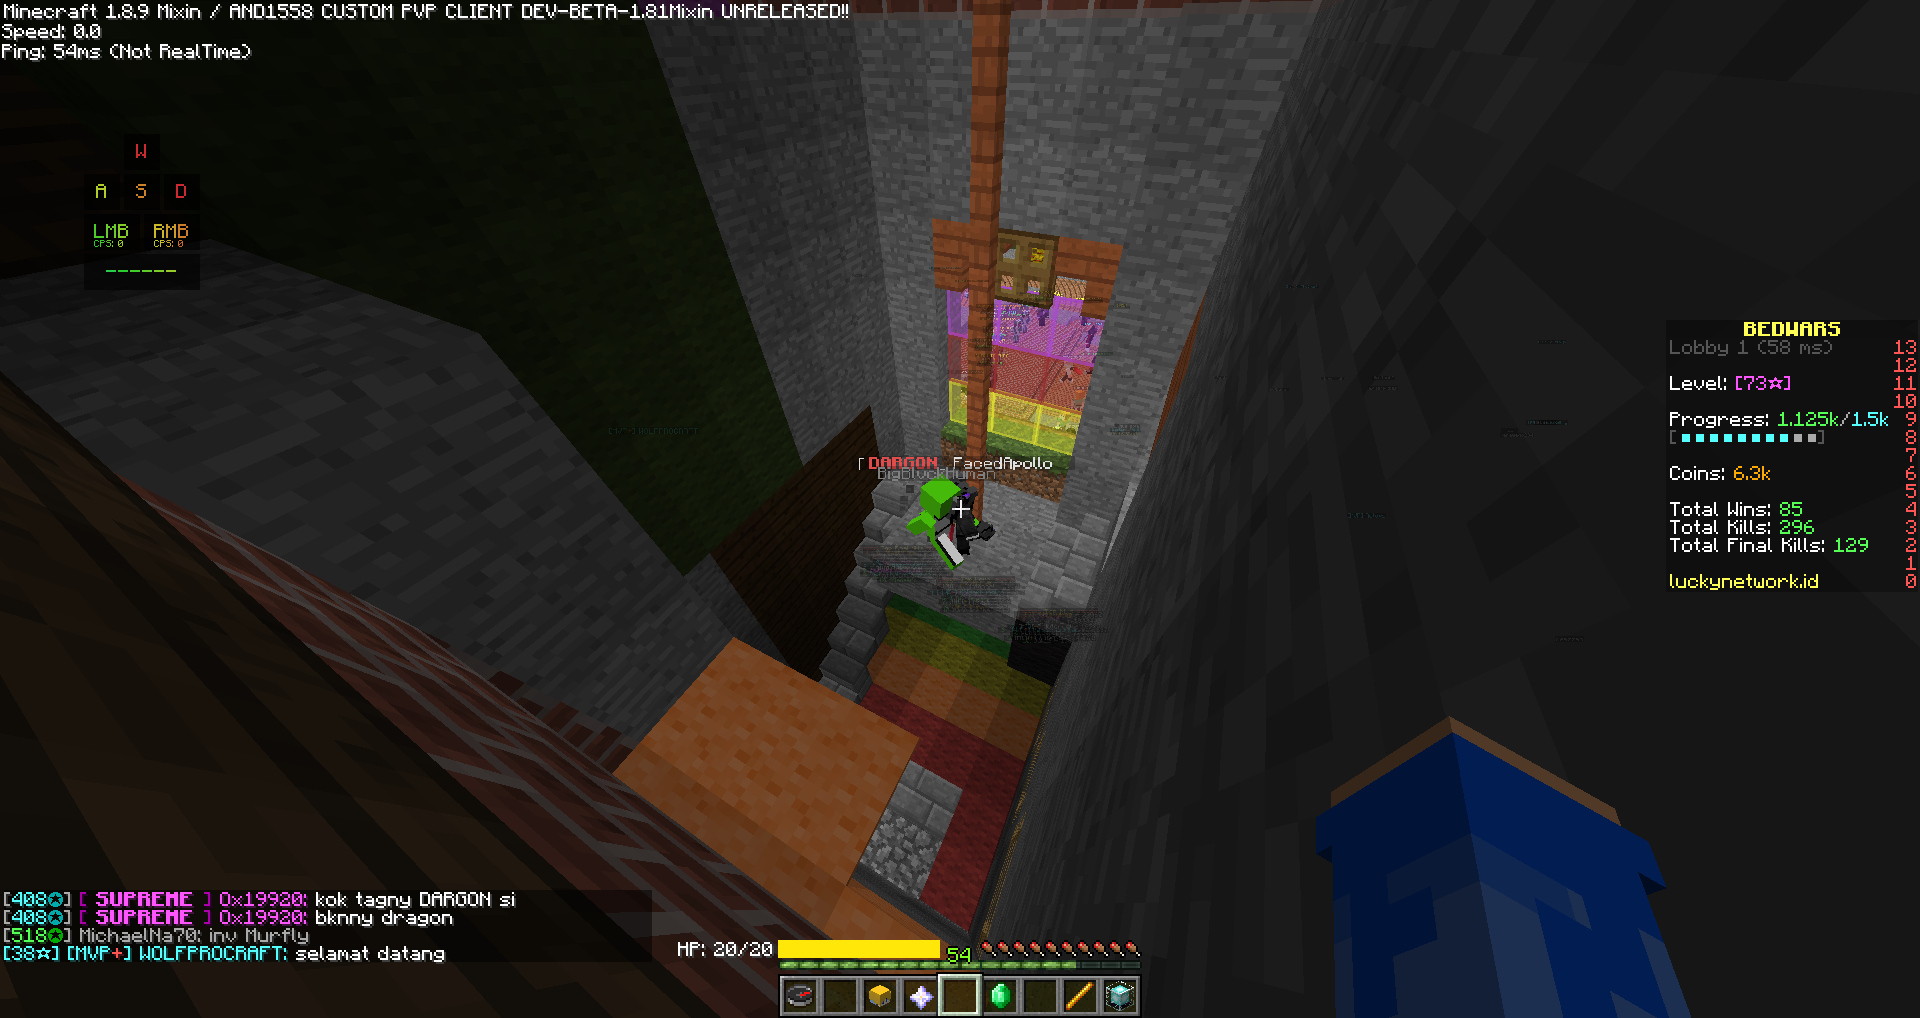 Minecraft 1.8.9 Mixin / AND1558 CUSTOM PVP CLIENT DEV-BETA-1.81Mixin UNRELEASED!!
Speed: 0.0
Ping: 54ms (Not RealTime)
W
A S D
LMB RMB
CPS: 0 CPS: 0
------
[ DARGON FacedApollo
BigBlvckHuman
BEDWARS
Lobby 1 (58 ms) 13
12
Level: [73☆] 11
10
Progress: 1.125k/1.5k 9
[■■■■■■■■■■] 8
7
Coins: 6.3k 6
5
Total Wins: 85 4
Total Kills: 296 3
Total Final Kills: 129 2
1
luckynetwork.id 0
[408✪] [ SUPREME ] 0x19920: kok tagny DARGON si
[408✪] [ SUPREME ] 0x19920: bknny dragon
[518✪] MichaelNa70: inv Murfly
[38☆] [MVP+] WOLFPROCRAFT: selamat datang
HP: 20/20
54